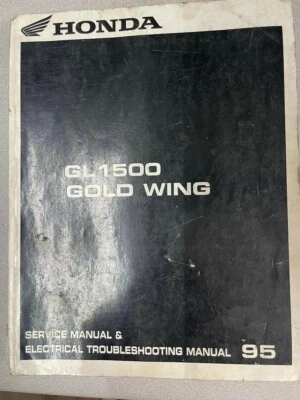 HONDA
GL1500
GOLD WING
SERVICE MANUAL &
ELECTRICAL TROUBLESHOOTING MANUAL 95